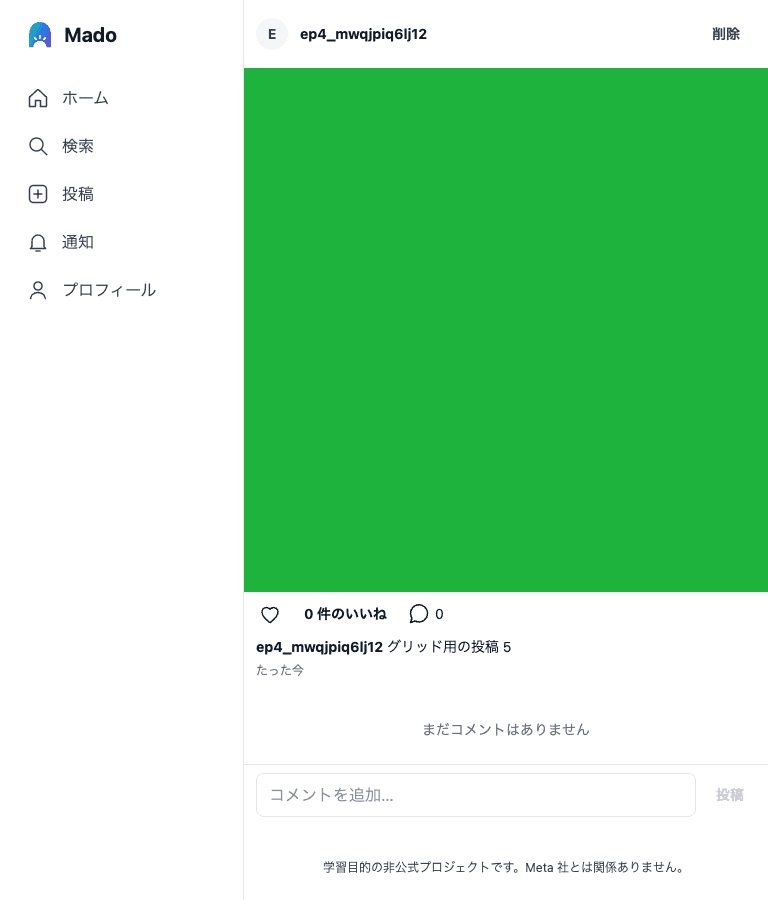 Mado
ホーム
検索
投稿
通知
プロフィール
E ep4_mwqjpiq6lj12 削除
0 件のいいね 0
ep4_mwqjpiq6lj12 グリッド用の投稿 5
たった今
まだコメントはありません
コメントを追加... 投稿
学習目的の非公式プロジェクトです。Meta 社とは関係ありません。